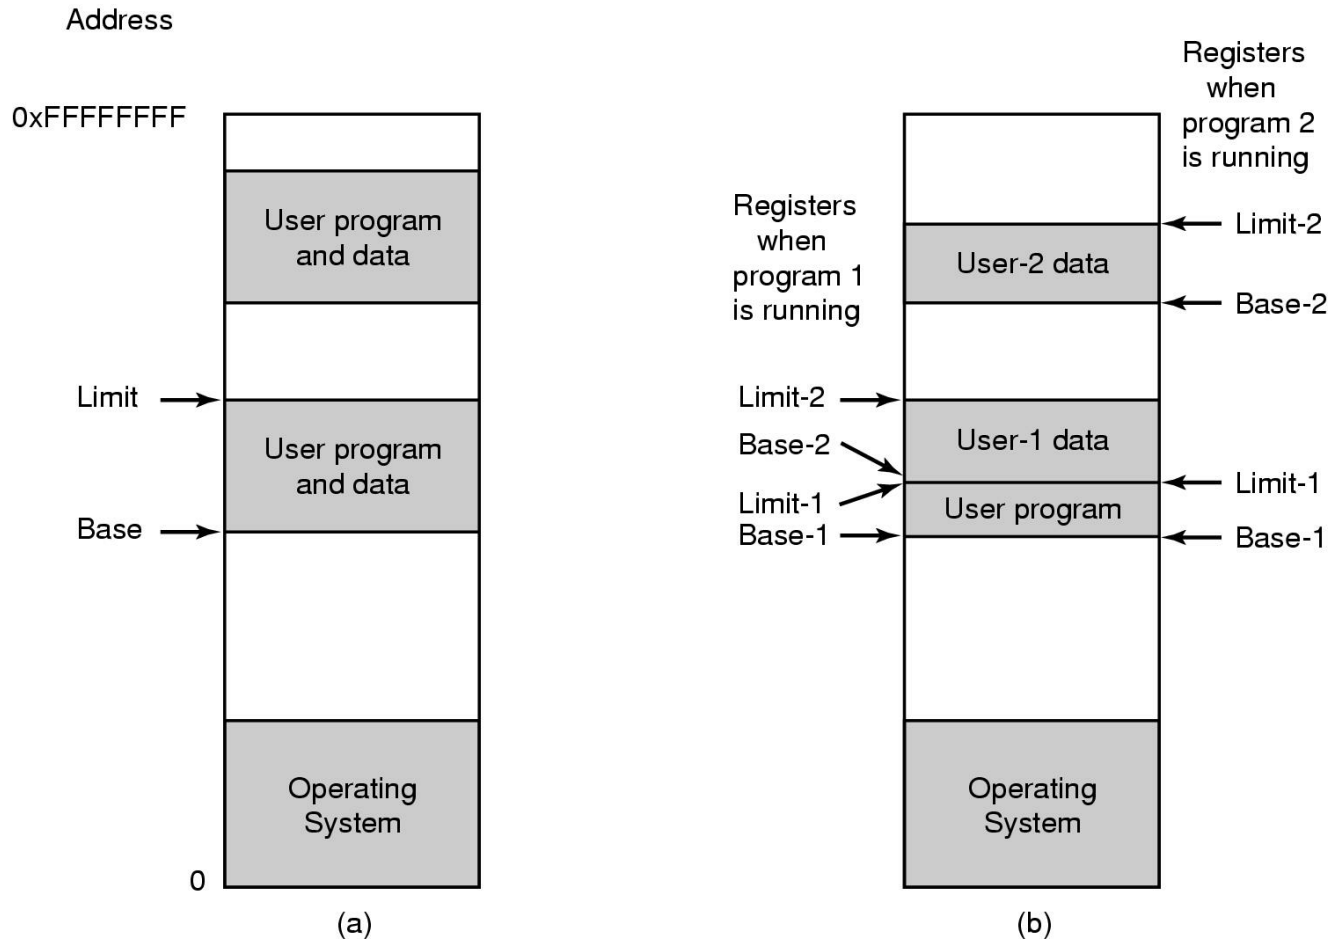 Address
0xFFFFFFFF
User program
and data
Limit
User program
and data
Base
Operating
System
0
(a)
Registers
when
program 1
is running
Limit-2
Base-2
Limit-1
Base-1
User-2 data
User-1 data
User program
Operating
System
(b)
Registers
when
program 2
is running
Limit-2
Base-2
Limit-1
Base-1